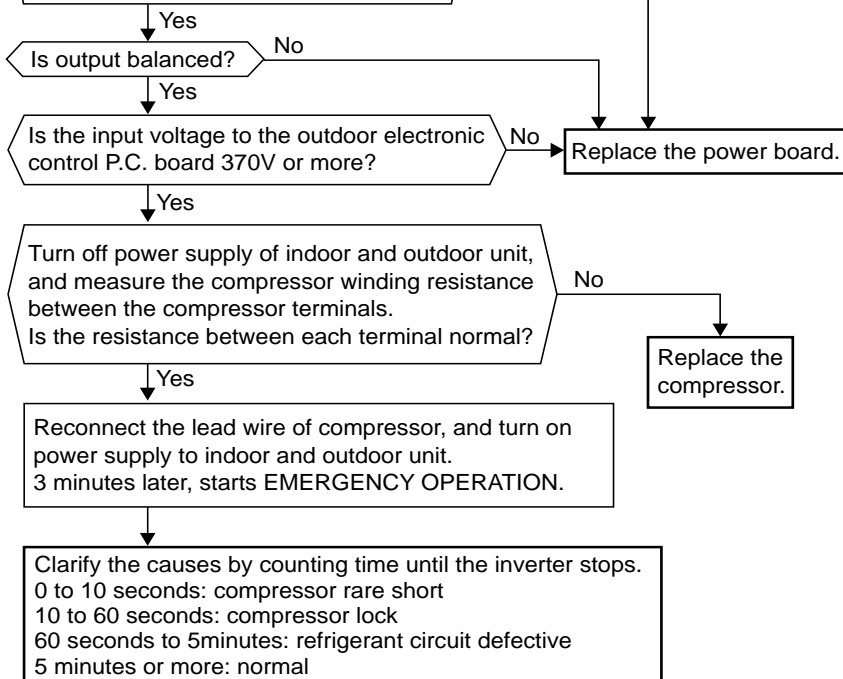 Yes
Is output balanced?
No
Yes
Is the input voltage to the outdoor electronic
control P.C. board 370V or more?
No
Replace the power board.
Yes
Turn off power supply of indoor and outdoor unit,
and measure the compressor winding resistance
between the compressor terminals.
Is the resistance between each terminal normal?
No
Replace the
compressor.
Yes
Reconnect the lead wire of compressor, and turn on
power supply to indoor and outdoor unit.
3 minutes later, starts EMERGENCY OPERATION.
Clarify the causes by counting time until the inverter stops.
0 to 10 seconds: compressor rare short
10 to 60 seconds: compressor lock
60 seconds to 5minutes: refrigerant circuit defective
5 minutes or more: normal